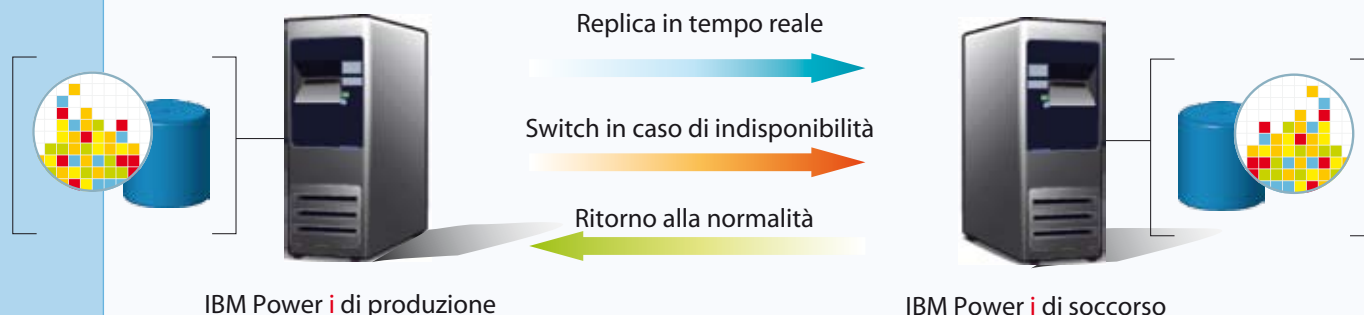 Replica in tempo reale
Switch in caso di indisponibilità
Ritorno alla normalità
IBM Power i di produzione
IBM Power i di soccorso